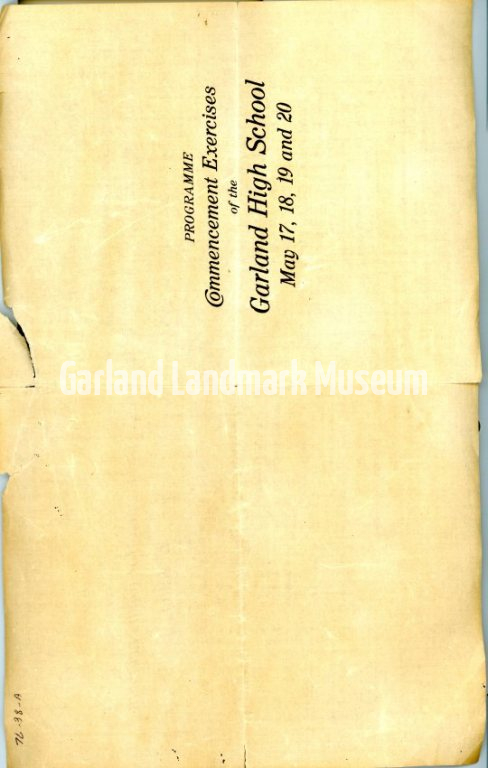 PROGRAMME
Commencement Exercises
of the
Garland High School
May 17, 18, 19 and 20
Garland Landmark Museum
76-38-A